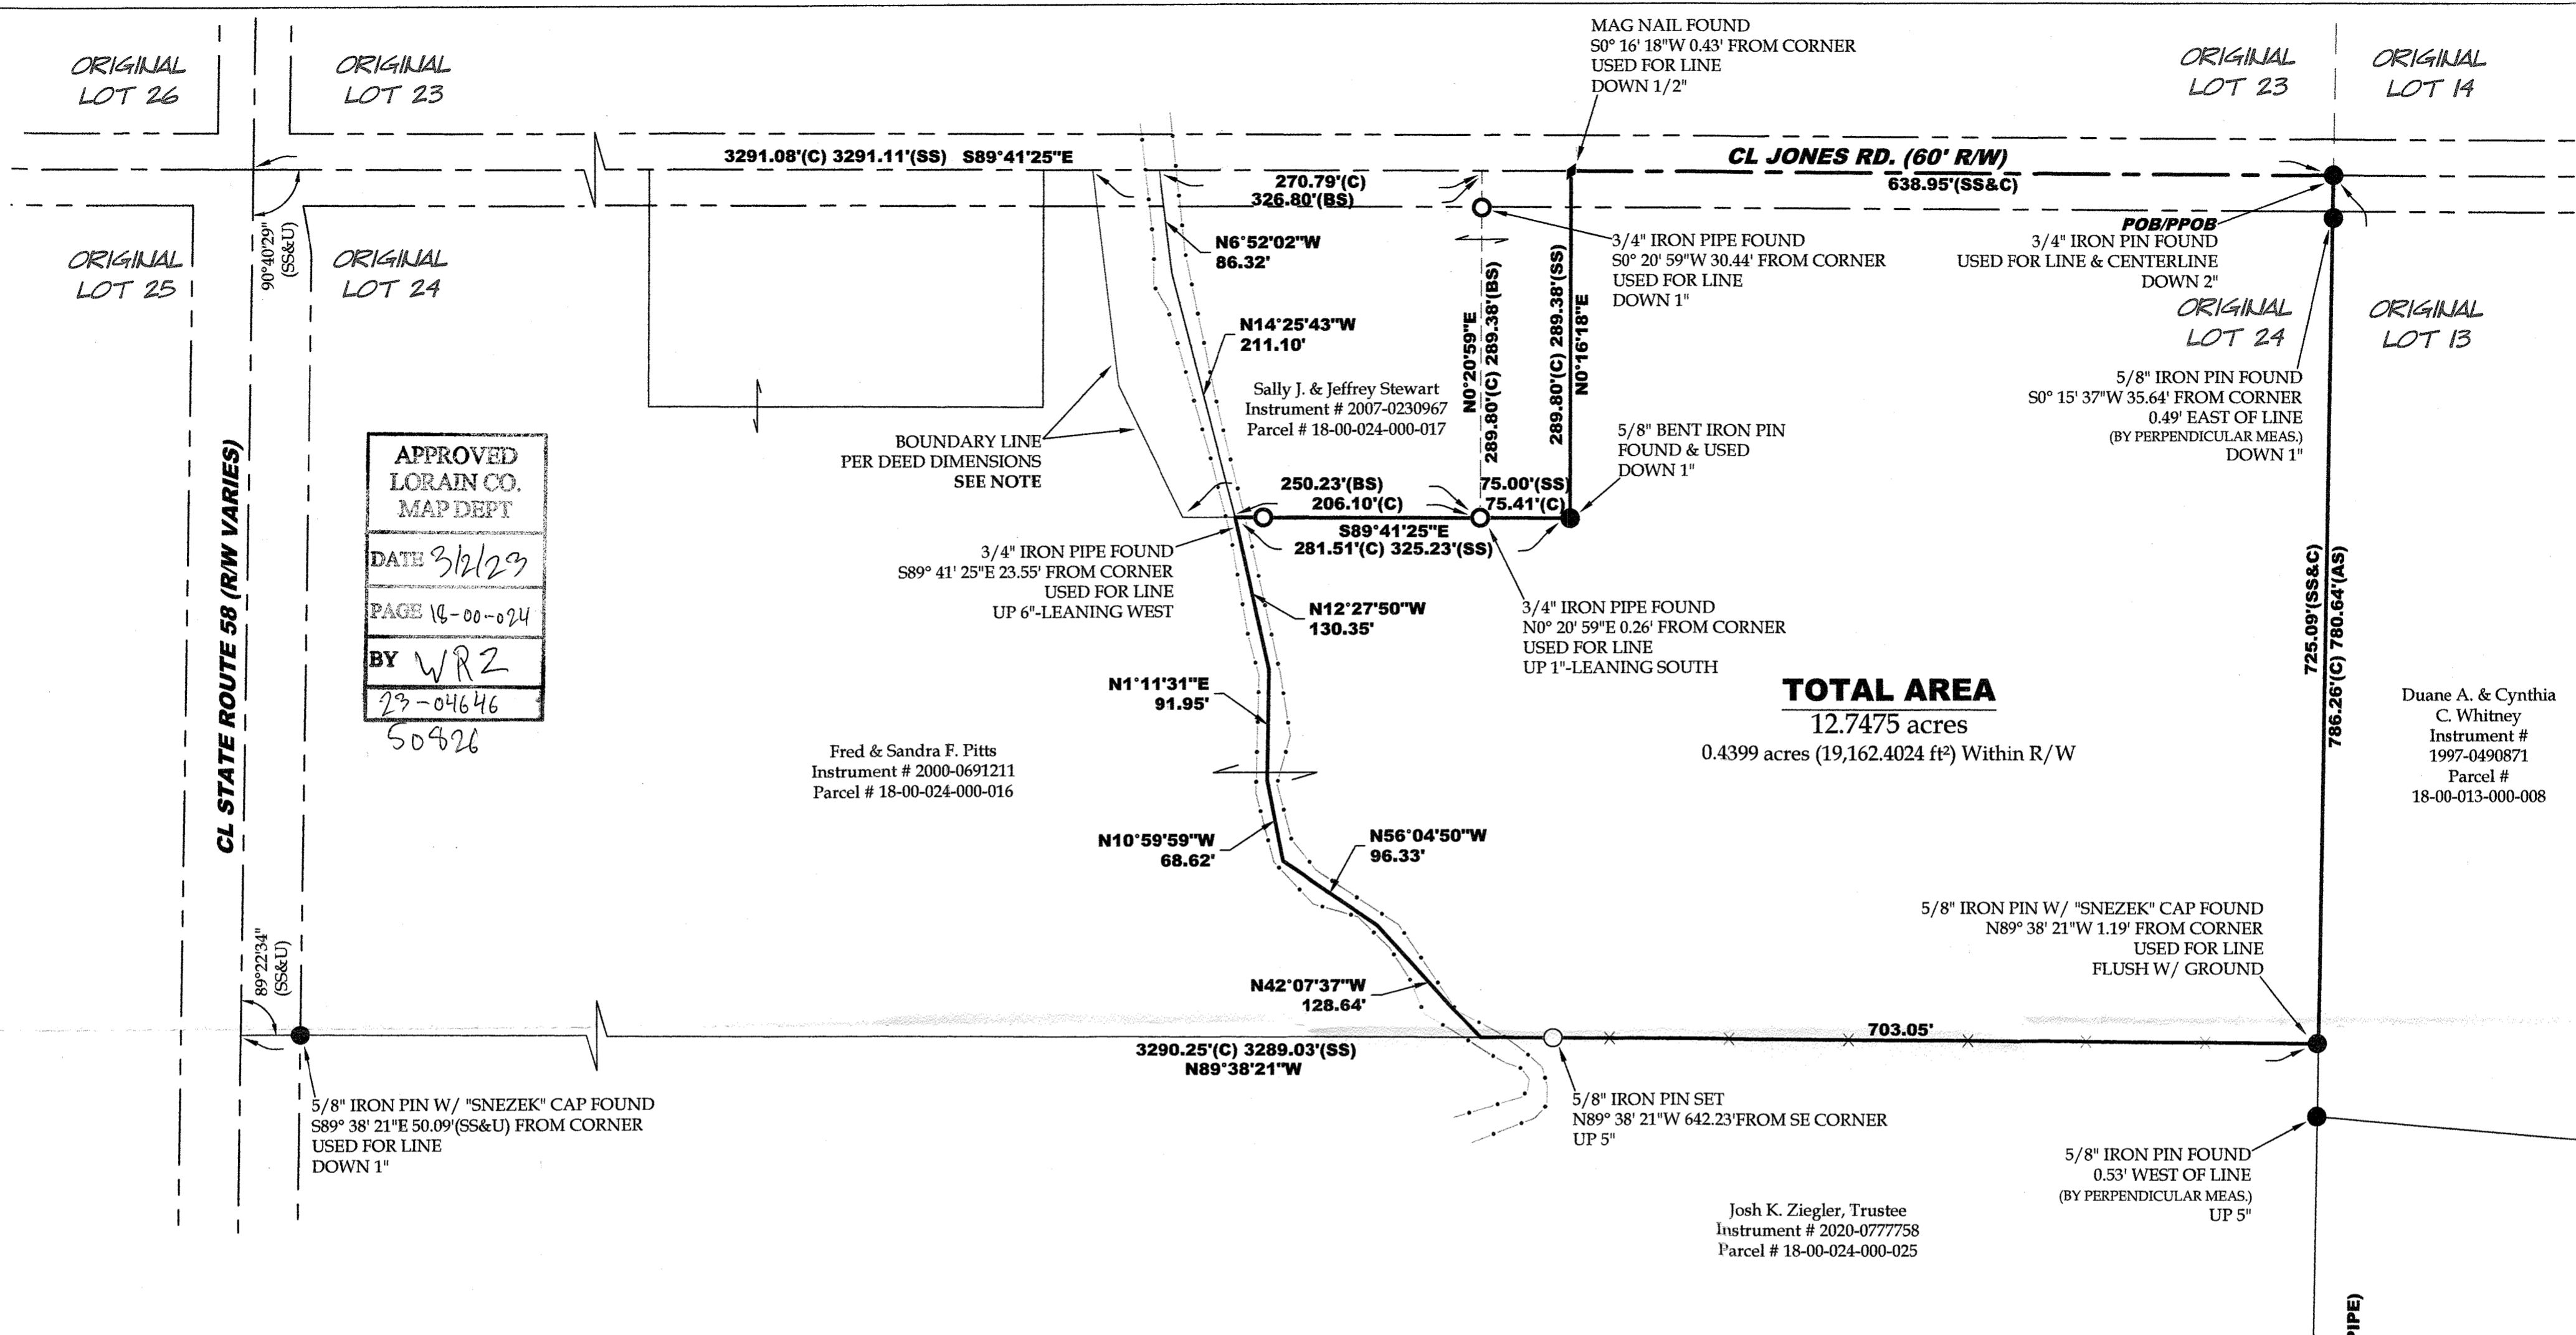 ORIGINAL
LOT 26
ORIGINAL
LOT 23
MAG NAIL FOUND
S0° 16' 18"W 0.43' FROM CORNER
USED FOR LINE
DOWN 1/2"
ORIGINAL
LOT 23
ORIGINAL
LOT 14
3291.08'(C) 3291.11'(SS) S89°41'25"E
270.79'(C)
326.80'(BS)
CL JONES RD. (60' R/W)
638.95'(SS&C)
90°40'29"
(SS&U)
ORIGINAL
LOT 25
ORIGINAL
LOT 24
N6°52'02"W
86.32'
3/4" IRON PIPE FOUND
S0° 20' 59"W 30.44' FROM CORNER
USED FOR LINE
DOWN 1"
POB/PPOB
3/4" IRON PIN FOUND
USED FOR LINE & CENTERLINE
DOWN 2"
ORIGINAL
LOT 24
ORIGINAL
LOT 13
N14°25'43"W
211.10'
N0°20'59"E
289.80'(C) 289.38'(BS)
289.80'(C) 289.38'(SS)
N0°16'18"E
Sally J. & Jeffrey Stewart
Instrument # 2007-0230967
Parcel # 18-00-024-000-017
5/8" IRON PIN FOUND
S0° 15' 37"W 35.64' FROM CORNER
0.49' EAST OF LINE
(BY PERPENDICULAR MEAS.)
DOWN 1"
BOUNDARY LINE
PER DEED DIMENSIONS
SEE NOTE
5/8" BENT IRON PIN
FOUND & USED
DOWN 1"
APPROVED
LORAIN CO.
MAP DEPT
DATE 3/2/23
PAGE 18-00-024
BY WRZ
23-04646
50826
CL STATE ROUTE 58 (R/W VARIES)
250.23'(BS)
206.10'(C)
75.00'(SS)
75.41'(C)
S89°41'25"E
281.51'(C) 325.23'(SS)
3/4" IRON PIPE FOUND
S89° 41' 25"E 23.55' FROM CORNER
USED FOR LINE
UP 6"-LEANING WEST
N12°27'50"W
130.35'
3/4" IRON PIPE FOUND
N0° 20' 59"E 0.26' FROM CORNER
USED FOR LINE
UP 1"-LEANING SOUTH
725.09'(SS&C)
786.26'(C) 780.64'(AS)
N1°11'31"E
91.95'
TOTAL AREA
12.7475 acres
0.4399 acres (19,162.4024 ft²) Within R/W
Duane A. & Cynthia
C. Whitney
Instrument #
1997-0490871
Parcel #
18-00-013-000-008
Fred & Sandra F. Pitts
Instrument # 2000-0691211
Parcel # 18-00-024-000-016
N10°59'59"W
68.62'
N56°04'50"W
96.33'
5/8" IRON PIN W/ "SNEZEK" CAP FOUND
N89° 38' 21"W 1.19' FROM CORNER
USED FOR LINE
FLUSH W/ GROUND
89°22'34"
(SS&U)
N42°07'37"W
128.64'
703.05'
3290.25'(C) 3289.03'(SS)
N89°38'21"W
5/8" IRON PIN W/ "SNEZEK" CAP FOUND
S89° 38' 21"E 50.09'(SS&U) FROM CORNER
USED FOR LINE
DOWN 1"
5/8" IRON PIN SET
N89° 38' 21"W 642.23'FROM SE CORNER
UP 5"
5/8" IRON PIN FOUND
0.53' WEST OF LINE
(BY PERPENDICULAR MEAS.)
UP 5"
Josh K. Ziegler, Trustee
Instrument # 2020-0777758
Parcel # 18-00-024-000-025
PIPE)